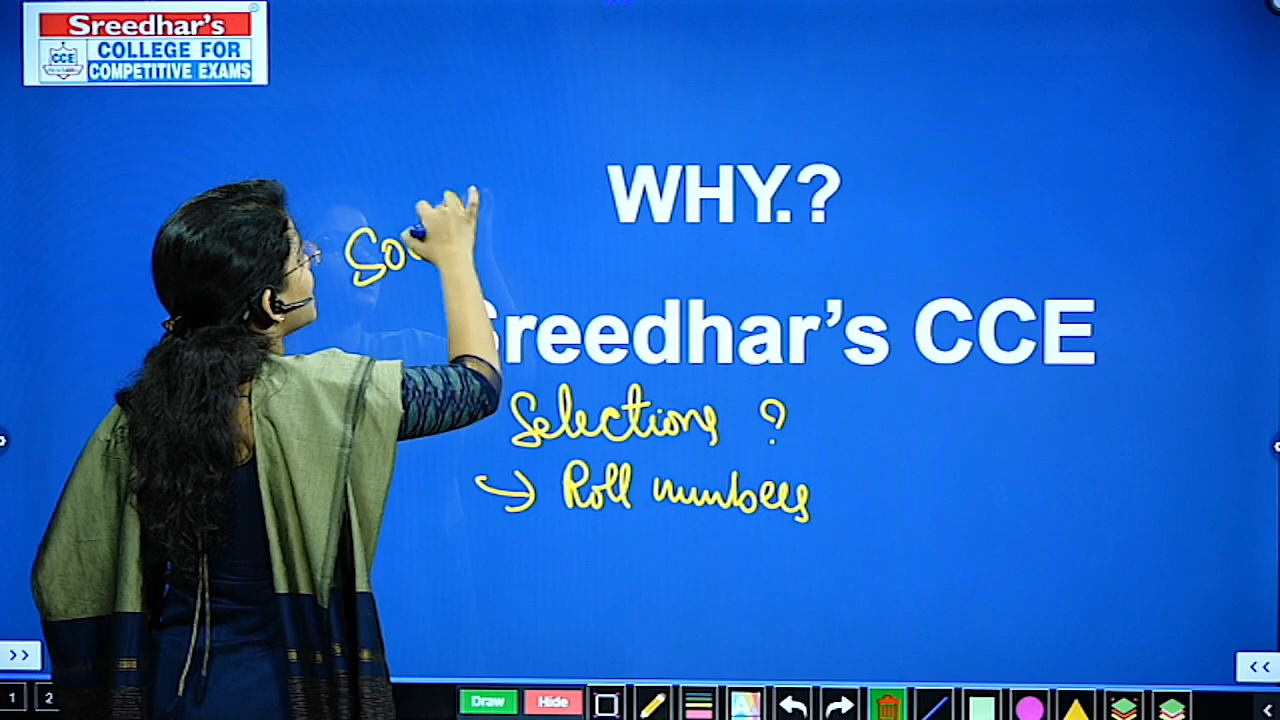 Sreedhar's
CCE
COLLEGE FOR
COMPETITIVE EXAMS
WHY.?
Sreedhar's CCE
Selections ?
→ Roll numbers
>>
<<
1 2
Draw Hide